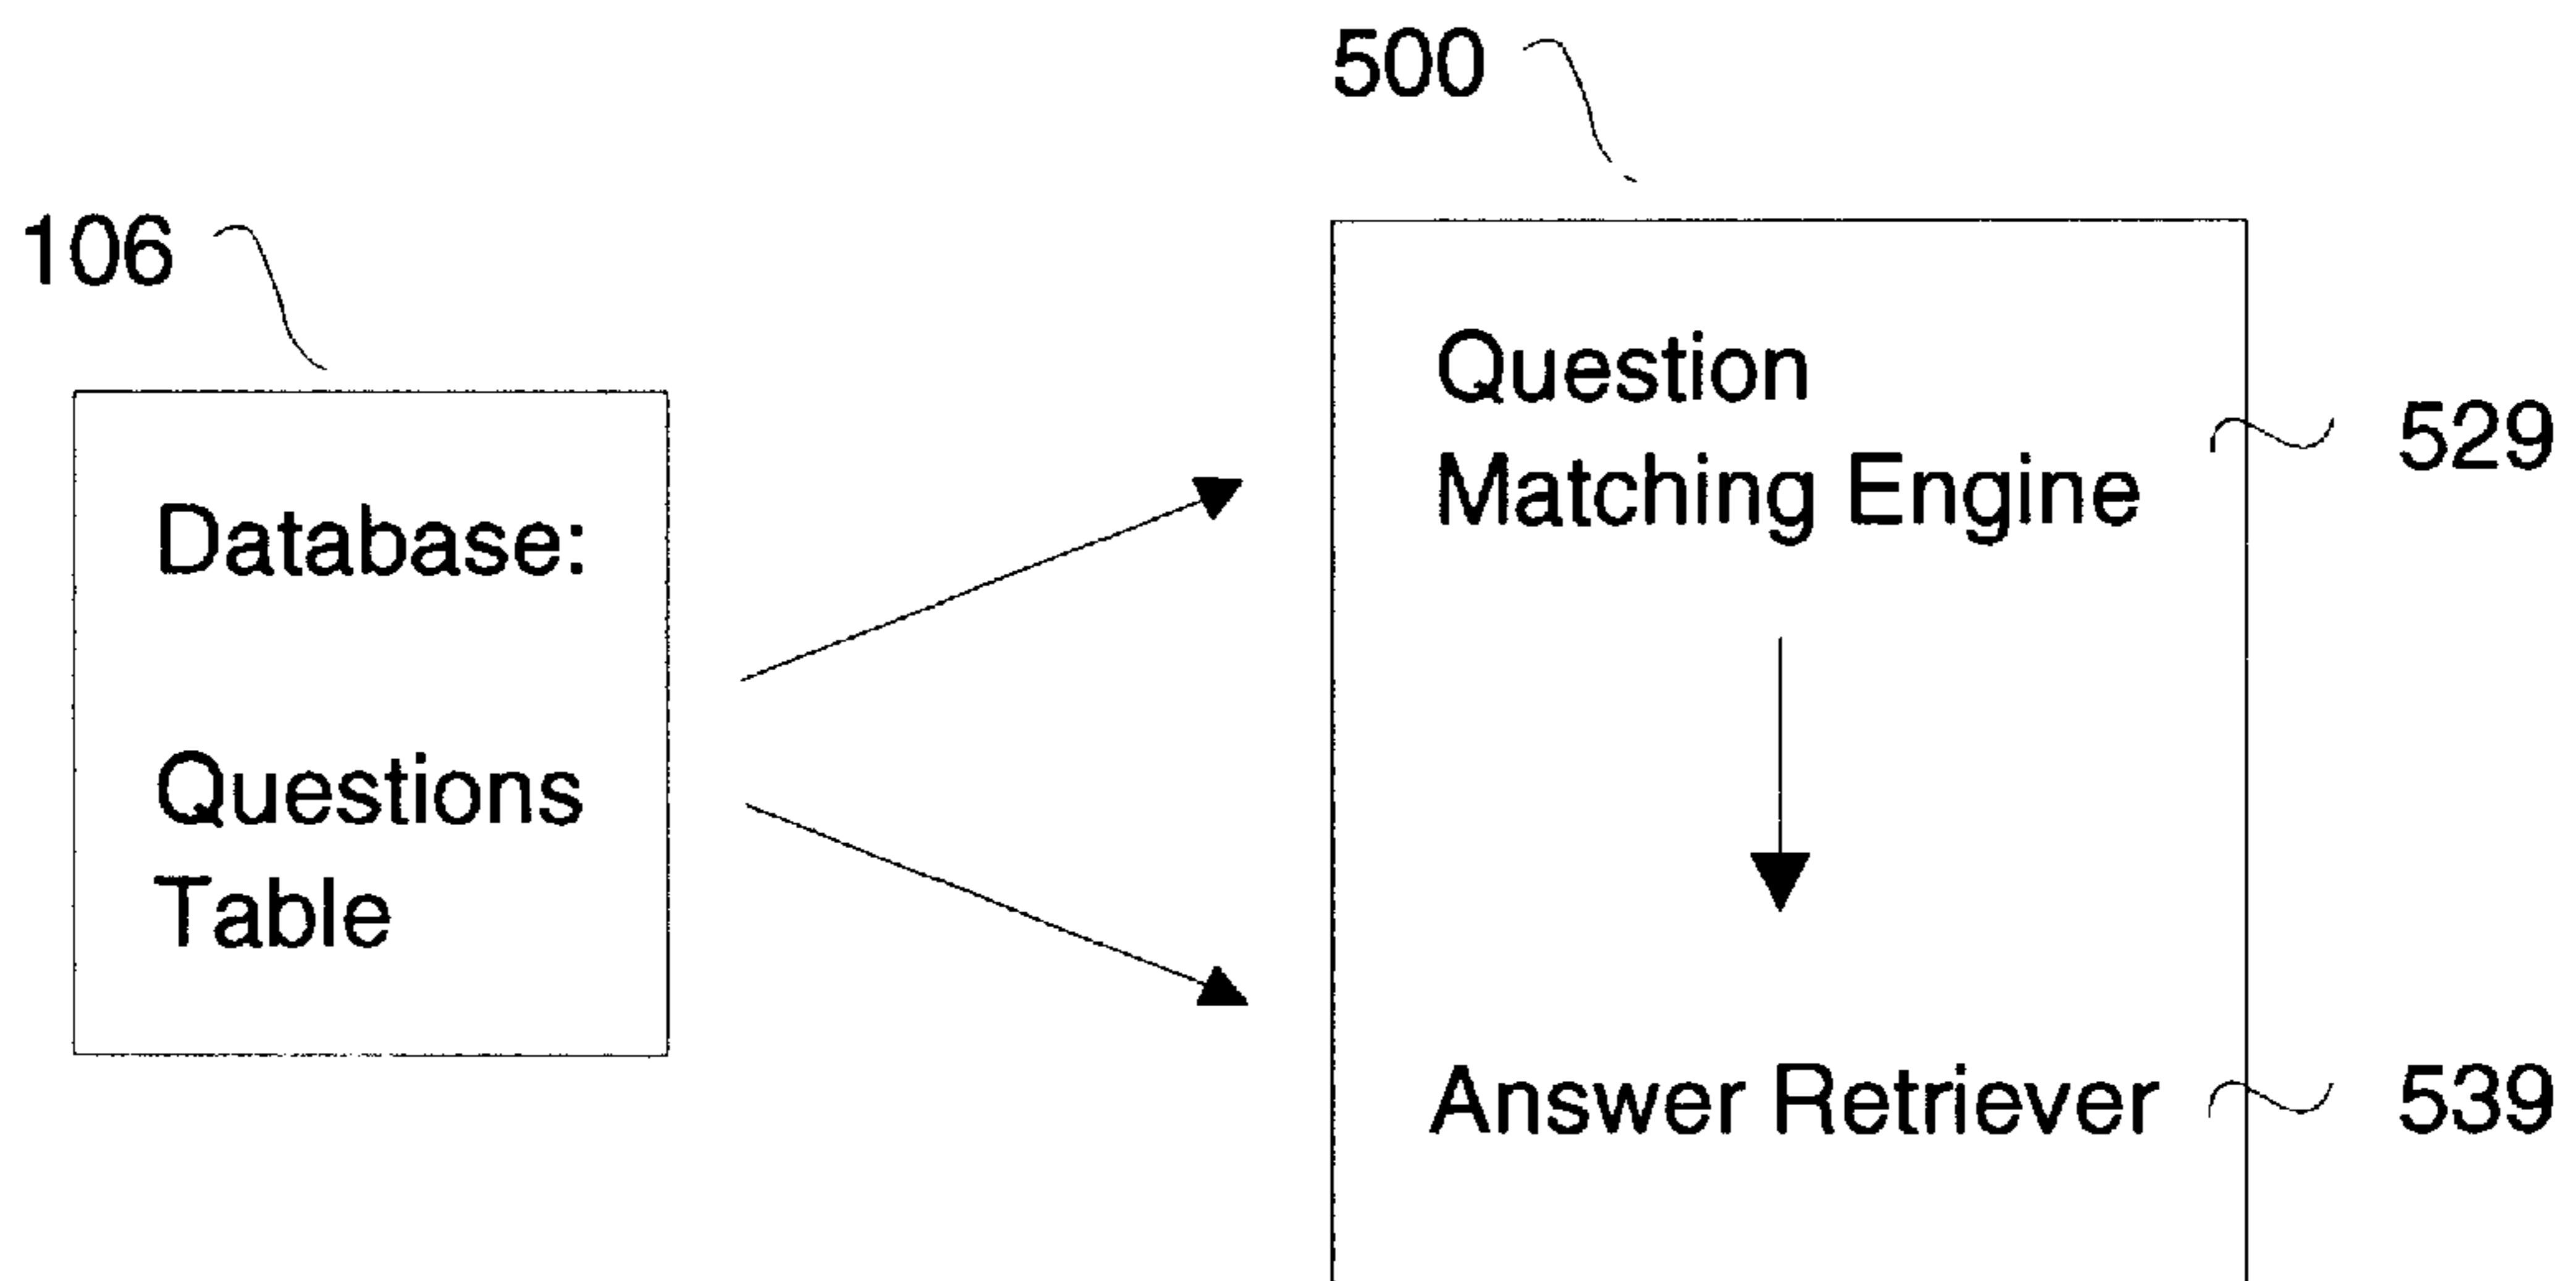 500
106
Question
Matching Engine
529
Database:
Questions
Table
Answer Retriever
539